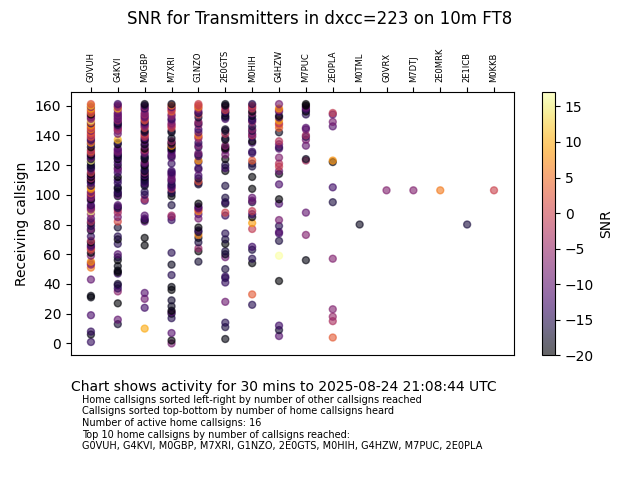 SNR for Transmitters in dxcc=223 on 10m FT8
G0VUH G4KVI M0GBP M7XRI G1NZO 2E0GTS M0HIH G4HZW M7PUC 2E0PLA M0TML G0VRX M7DTJ 2E0MRK 2E1ICB M0KKB
160
140
120
100
80
60
40
20
0
Receiving callsign
15
10
5
0
−5
−10
−15
−20
SNR
Chart shows activity for 30 mins to 2025-08-24 21:08:44 UTC
Home callsigns sorted left-right by number of other callsigns reached
Callsigns sorted top-bottom by number of home callsigns heard
Number of active home callsigns: 16
Top 10 home callsigns by number of callsigns reached:
G0VUH, G4KVI, M0GBP, M7XRI, G1NZO, 2E0GTS, M0HIH, G4HZW, M7PUC, 2E0PLA